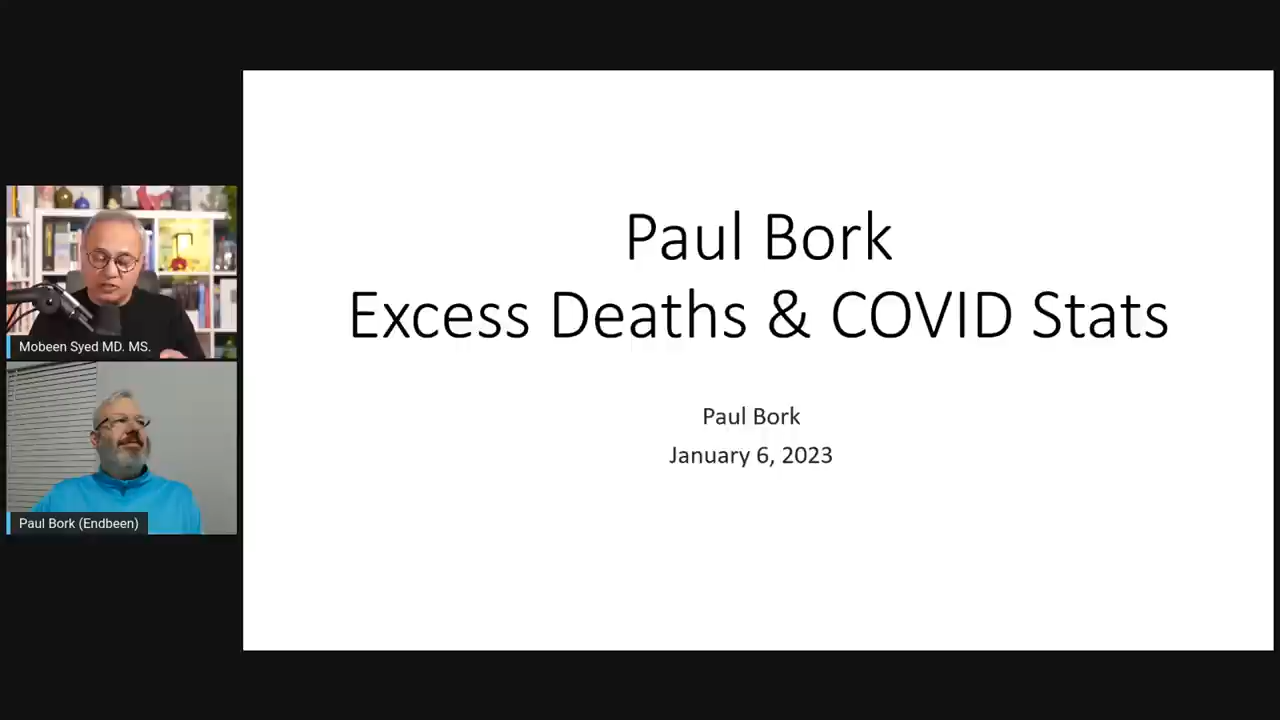 Paul Bork
Excess Deaths & COVID Stats
Paul Bork
January 6, 2023
Mobeen Syed MD. MS.
Paul Bork (Endbeen)